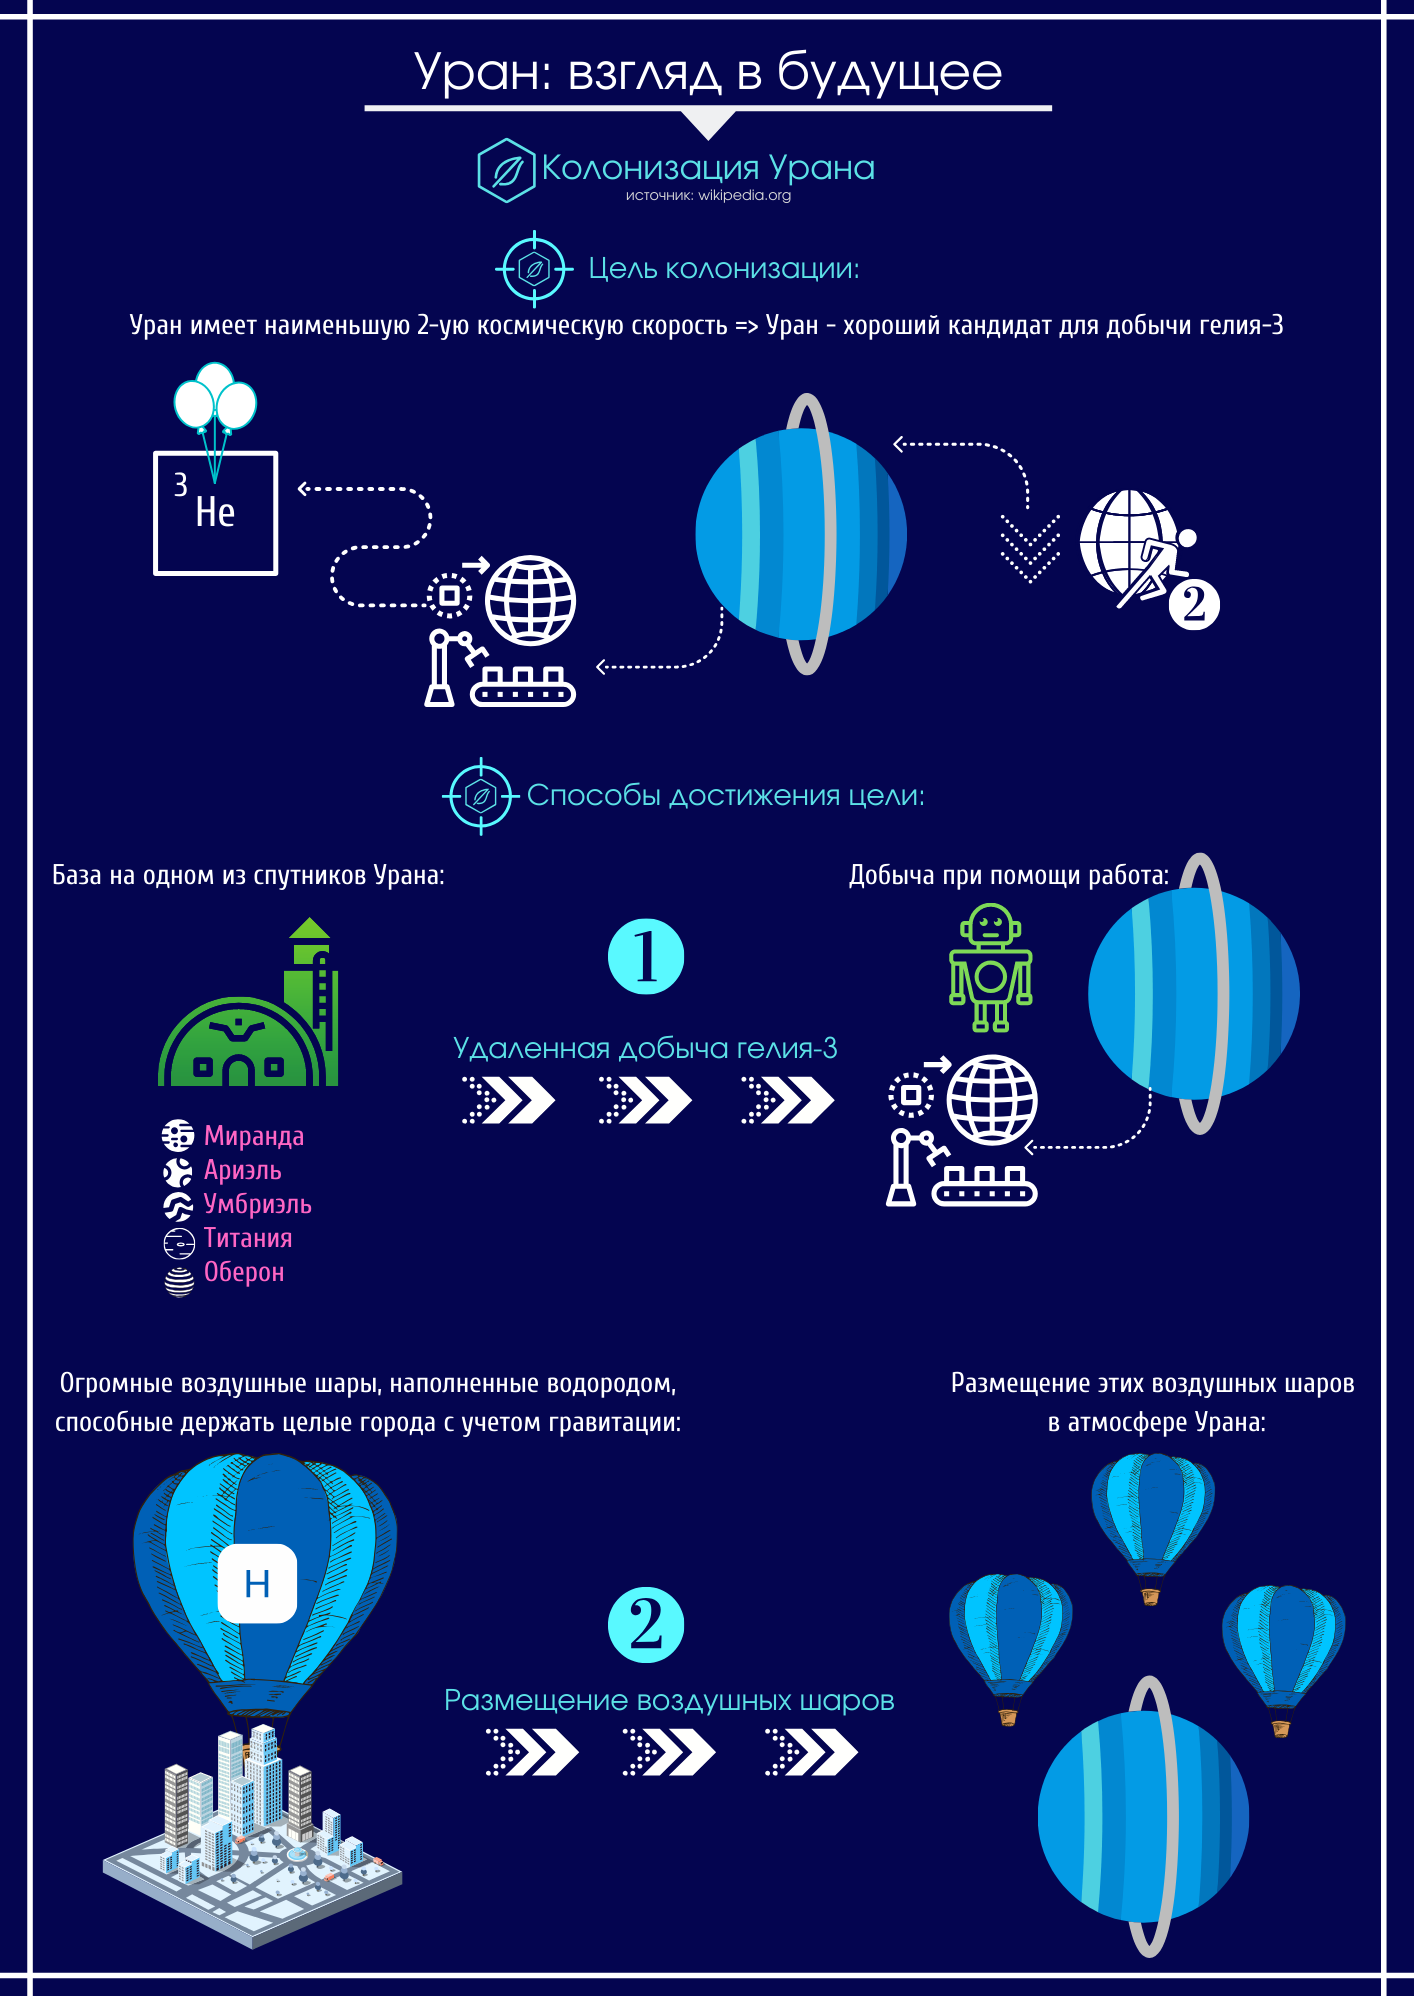 Уран: взгляд в будущее
Колонизация Урана
источник: wikipedia.org
Цель колонизации:
Уран имеет наименьшую 2-ую космическую скорость => Уран - хороший кандидат для добычи гелия-3
3
He
2
Способы достижения цели:
База на одном из спутников Урана:
Добыча при помощи работа:
1
Удаленная добыча гелия-3
Миранда
Ариэль
Умбриэль
Титания
Оберон
Огромные воздушные шары, наполненные водородом,
способные держать целые города с учетом гравитации:
Размещение этих воздушных шаров
в атмосфере Урана:
H
2
Размещение воздушных шаров